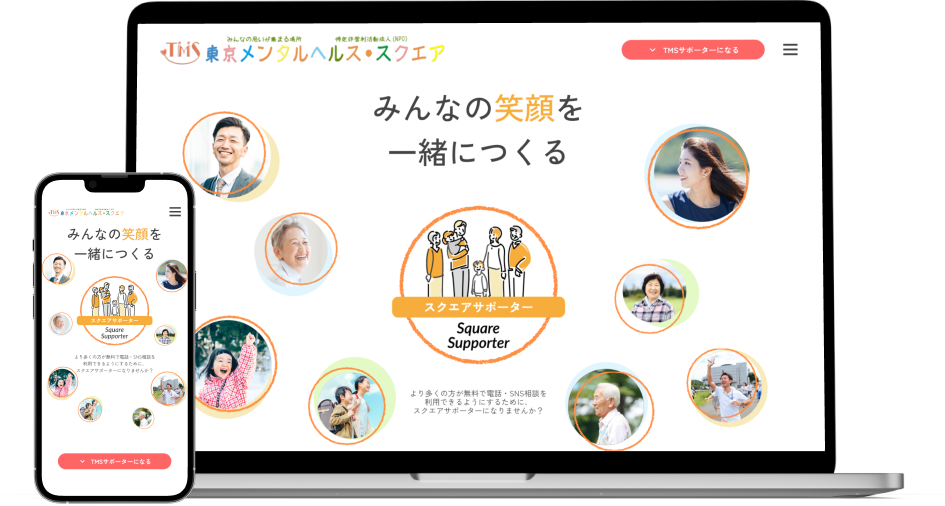 みんなの思いが集まる場所 特定非営利活動法人(NPO)
TMS 東京メンタルヘルス・スクエア
TMSサポーターになる
みんなの笑顔を
一緒につくる
スクエアサポーター
Square
Supporter
より多くの方が無料で電話・SNS相談を
利用できるようにするために、
スクエアサポーターになりませんか？
TMS 東京メンタルヘルス・スクエア
みんなの笑顔を
一緒につくる
スクエアサポーター
Square
Supporter
より多くの方が無料で電話・SNS相談を
利用できるようにするために、
スクエアサポーターになりませんか？
TMSサポーターになる